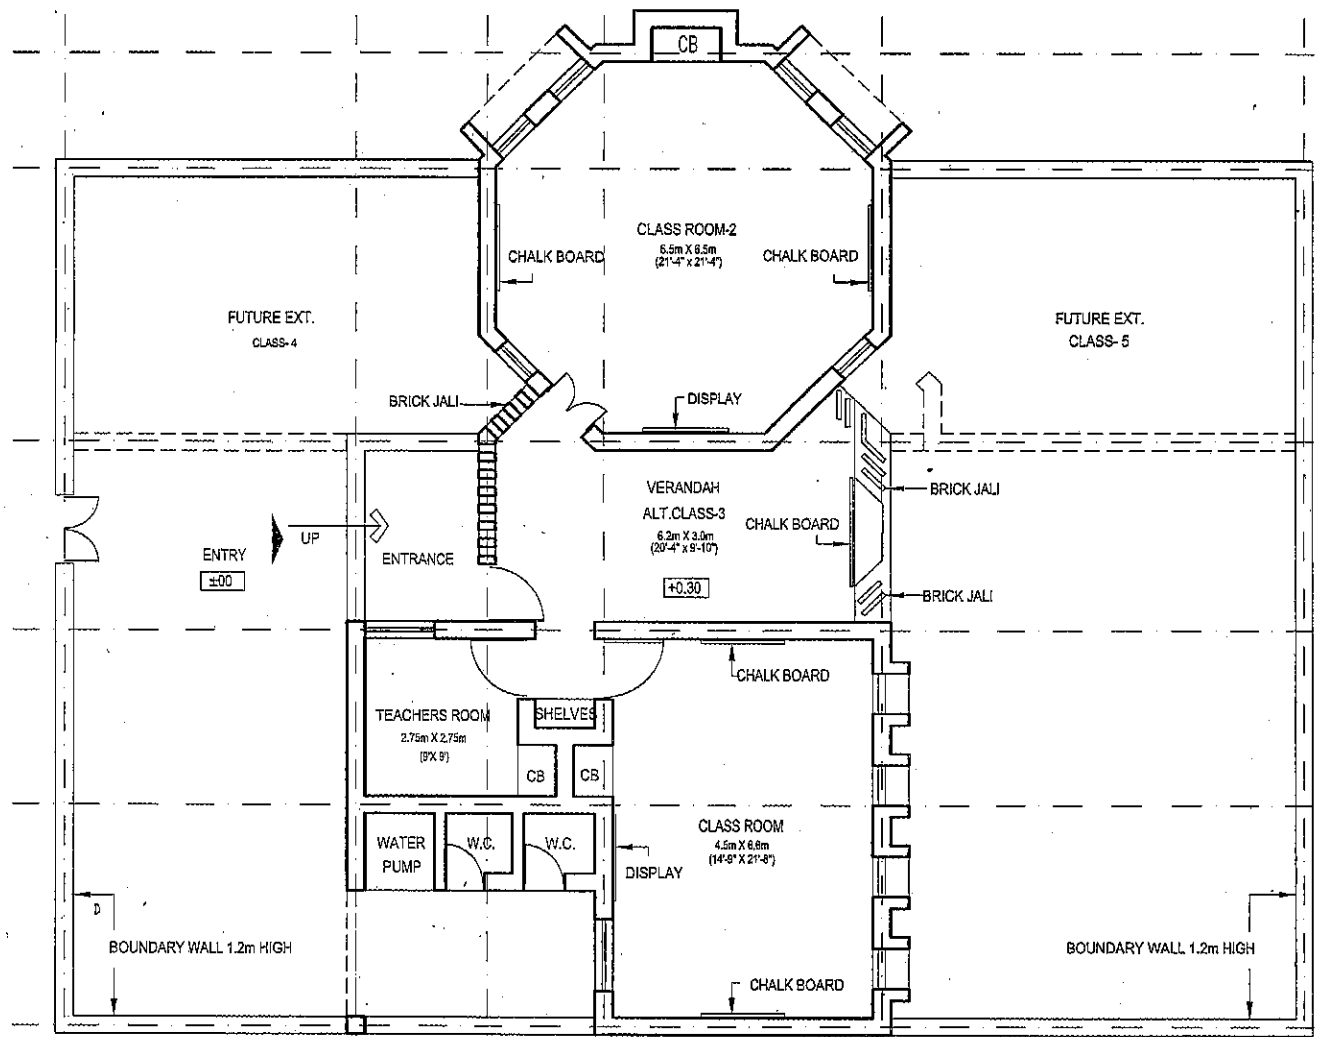 CB
CLASS ROOM-2
6.5m X 6.5m
(21'-4" x 21'-4")
CHALK BOARD
CHALK BOARD
FUTURE EXT.
CLASS- 4
FUTURE EXT.
CLASS- 5
BRICK JALI
DISPLAY
VERANDAH
ALT.CLASS-3
6.2m X 3.0m
(20'-4" x 9'-10")
CHALK BOARD
BRICK JALI
UP
ENTRY
±00
ENTRANCE
+0.30
BRICK JALI
CHALK BOARD
TEACHERS ROOM
2.75m X 2.75m
(9'X 9')
SHELVES
CB
CB
CLASS ROOM
4.5m X 6.6m
(14'-9" X 21'-8")
WATER
PUMP
W.C.
W.C.
DISPLAY
D
BOUNDARY WALL 1.2m HIGH
BOUNDARY WALL 1.2m HIGH
CHALK BOARD